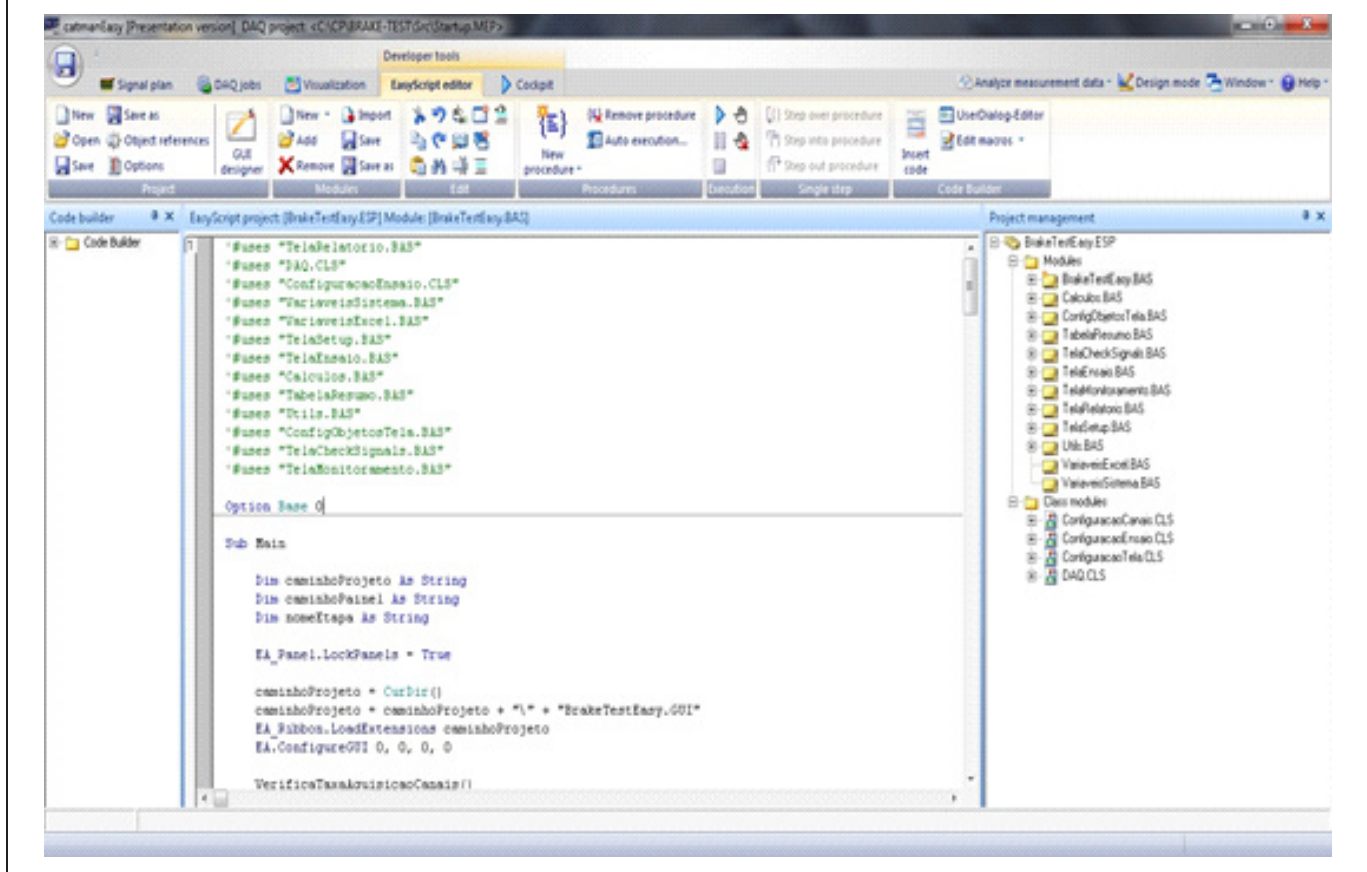 catmanEasy [Presentation version] DAQ project: <C:\CP\BRAKE-TEST\Src\Startup.MEP>
Developer tools
Signal plan DAQ jobs Visualization EasyScript editor Cockpit Analyze measurement data Design mode Window Help
New Save as New Import Remove procedure Step over procedure UserDialog-Editor
Open Object references Add Save Auto execution... Step into procedure Edit macros
Save Options GUI designer Remove Save as New procedure Step out procedure Insert code
Project Modules Edit Procedures Execution Single step Code Builder
Code builder EasyScript project: [BrakeTestEasy.ESP] Module: [BrakeTestEasy.BAS] Project management
Code Builder
1
'#uses "TelaRelatorio.BAS"
'#uses "DAQ.CLS"
'#uses "ConfiguracaoEnsaio.CLS"
'#uses "VariaveisSistema.BAS"
'#uses "VariaveisExcel.BAS"
'#uses "TelaSetup.BAS"
'#uses "TelaEnsaio.BAS"
'#uses "Calculos.BAS"
'#uses "TabelaResumo.BAS"
'#uses "Utils.BAS"
'#uses "ConfigObjetosTela.BAS"
'#uses "TelaCheckSignals.BAS"
'#uses "TelaMonitoramento.BAS"
Option Base 0
Sub Main
Dim caminhoProjeto As String
Dim caminhoPainel As String
Dim nomeEtapa As String
EA_Panel.LockPanels = True
caminhoProjeto = CurDir()
caminhoProjeto = caminhoProjeto + "\" + "BrakeTestEasy.GUI"
EA_Ribbon.LoadExtensions caminhoProjeto
EA.ConfigureGUI 0, 0, 0, 0
VerificaTaxaAquisicaoCanais()
BrakeTestEasy.ESP
Modules
BrakeTestEasy.BAS
Calculos.BAS
ConfigObjetosTela.BAS
TabelaResumo.BAS
TelaCheckSignals.BAS
TelaEnsaio.BAS
TelaMonitoramento.BAS
TelaRelatorio.BAS
TelaSetup.BAS
Utils.BAS
VariaveisExcel.BAS
VariaveisSistema.BAS
Class modules
ConfiguracaoCanais.CLS
ConfiguracaoEnsaio.CLS
ConfiguracaoTela.CLS
DAQ.CLS